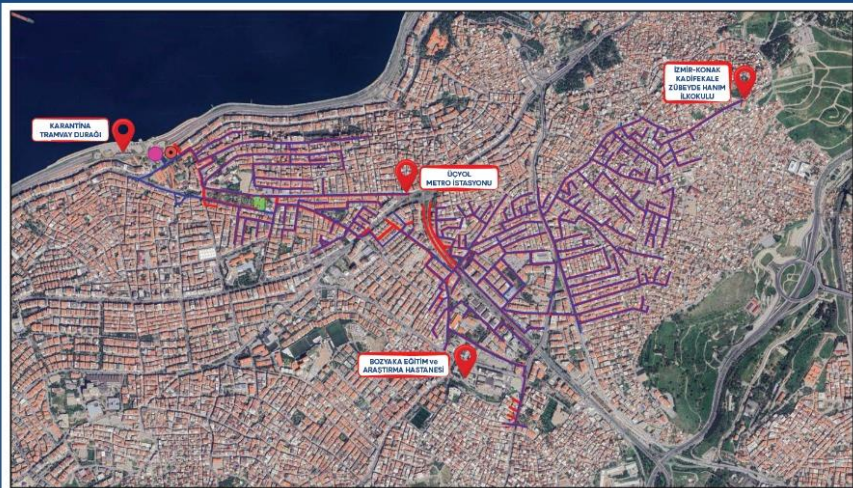 İZMİR-KONAK
KADİFEKALE
ZÜBEYDE HANIM
İLKOKULU
KARANTİNA
TRAMVAY DURAĞI
ÜÇYOL
METRO İSTASYONU
BOZYAKA EĞİTİM ve
ARAŞTIRMA HASTANESİ